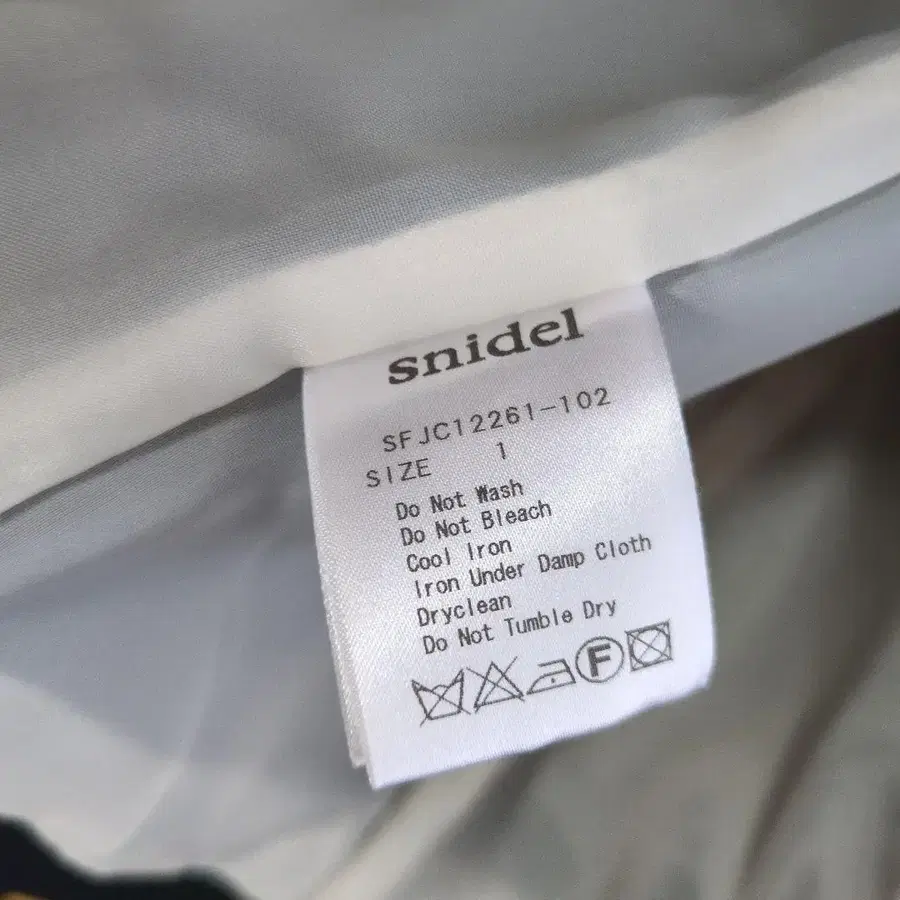 snidel
SFJC12261-102
SIZE 1
Do Not Wash
Do Not Bleach
Cool Iron
Iron Under Damp Cloth
Dryclean
Do Not Tumble Dry
F